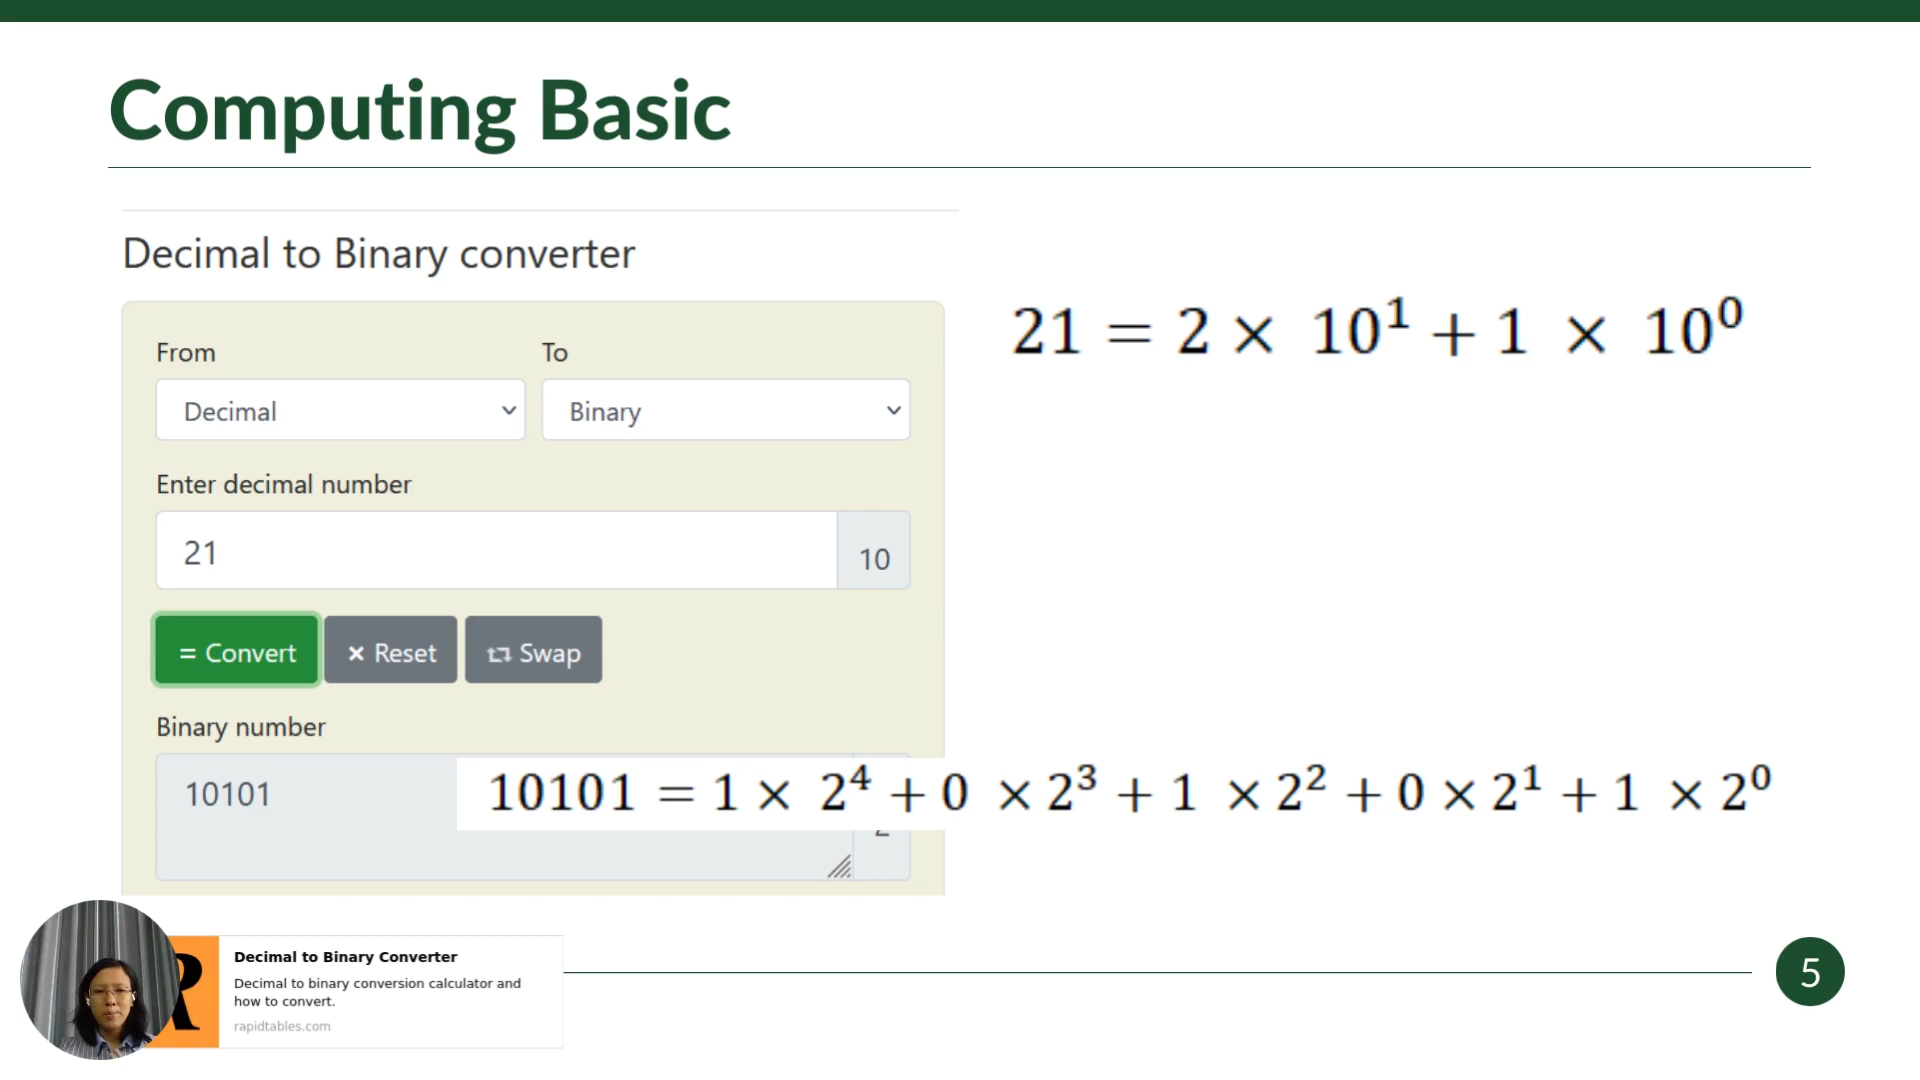 Computing Basic
Decimal to Binary converter
From To
Decimal Binary
21 = 2 × 10¹ + 1 × 10⁰
Enter decimal number
21 10
= Convert × Reset Swap
Binary number
10101
10101 = 1 × 2⁴ + 0 × 2³ + 1 × 2² + 0 × 2¹ + 1 × 2⁰
Decimal to Binary Converter
Decimal to binary conversion calculator and
how to convert.
rapidtables.com
5